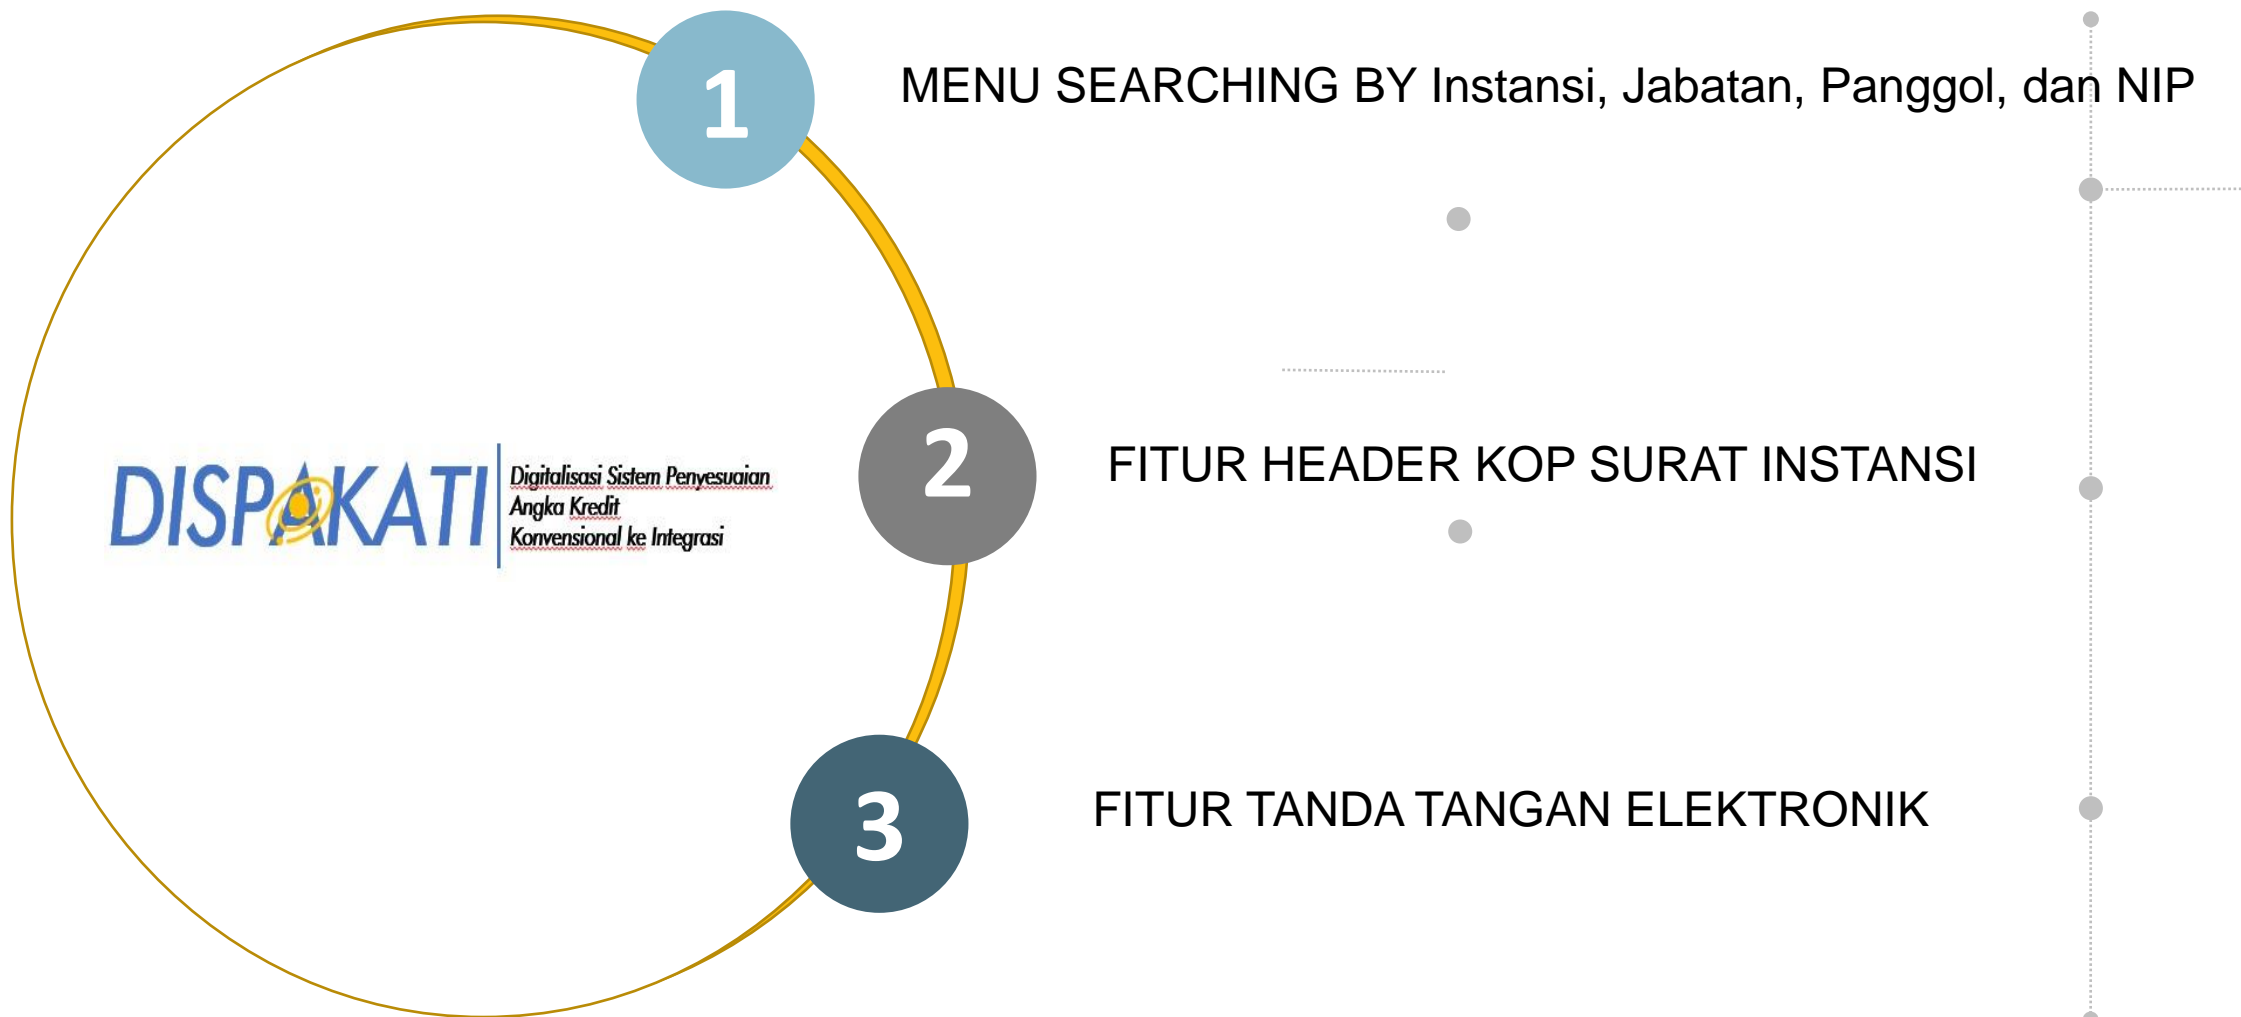 1
MENU SEARCHING BY Instansi, Jabatan, Panggol, dan NIP
DISPAKATI
Digitalisasi Sistem Penyesuaian
Angka Kredit
Konvensional ke Integrasi
2
FITUR HEADER KOP SURAT INSTANSI
3
FITUR TANDA TANGAN ELEKTRONIK